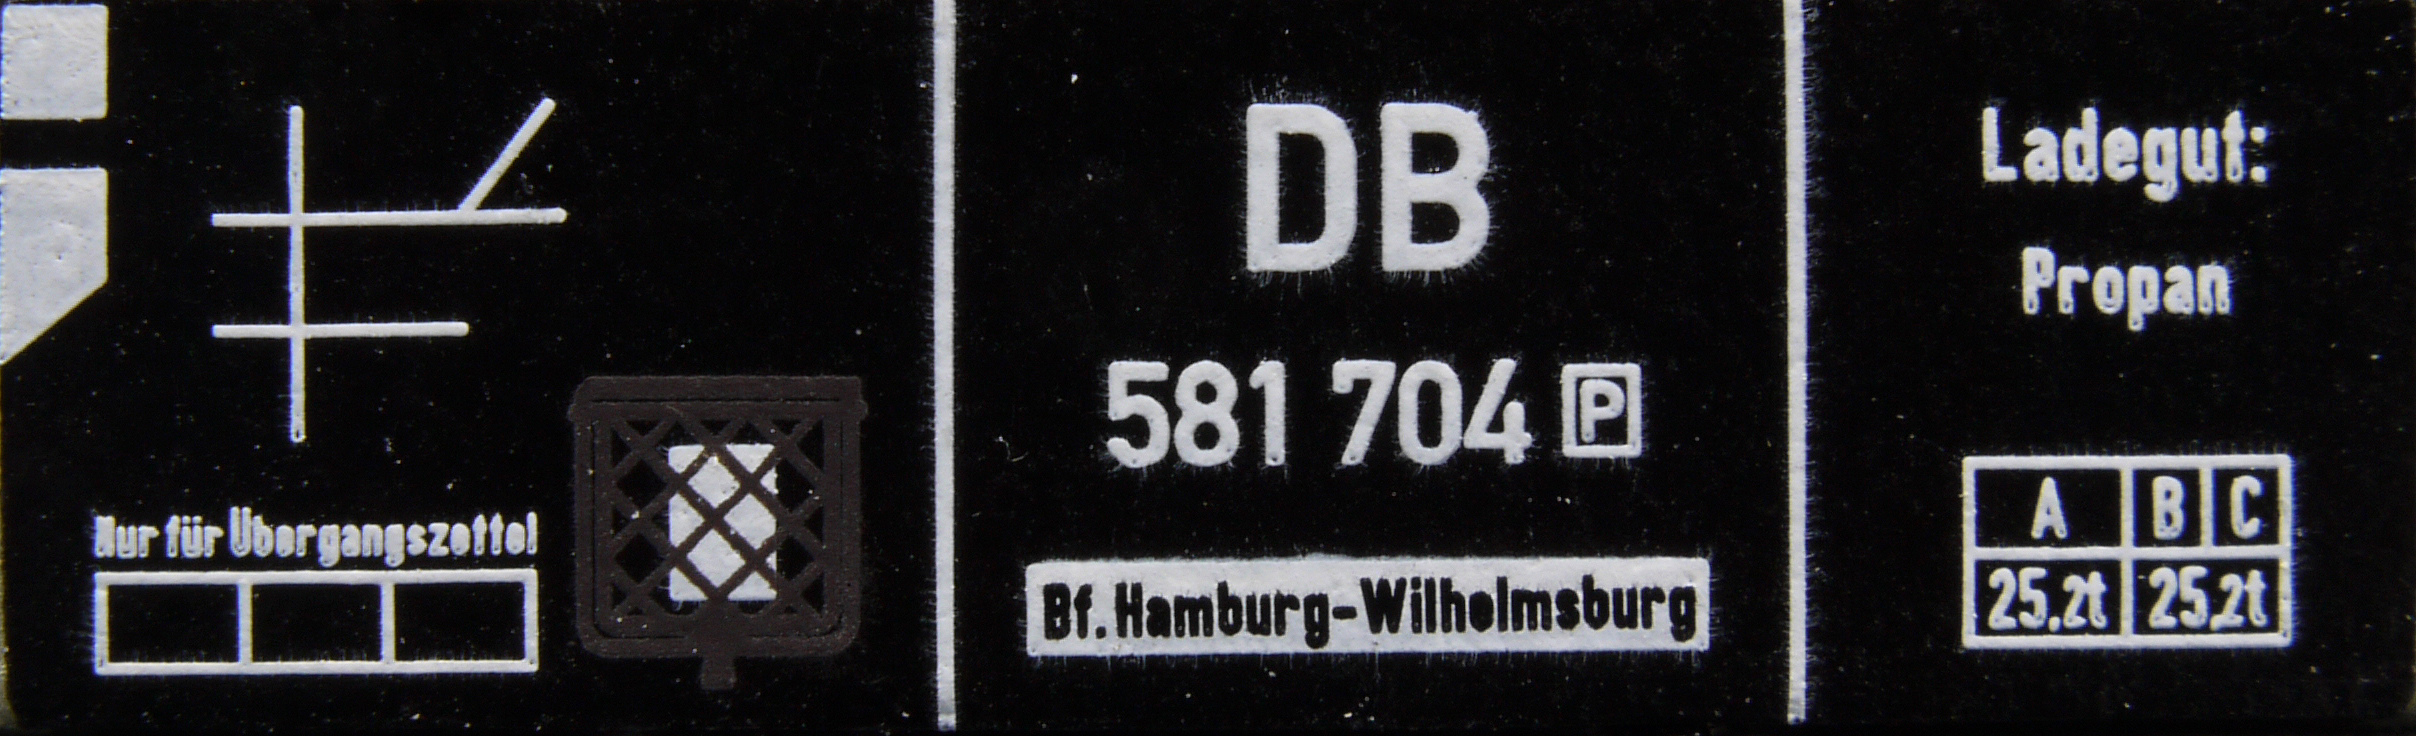 Nur für Übergangszettel
DB
581 704 P
Bf. Hamburg-Wilhelmsburg
Ladegut:
Propan
A B C
25.2t 25.2t